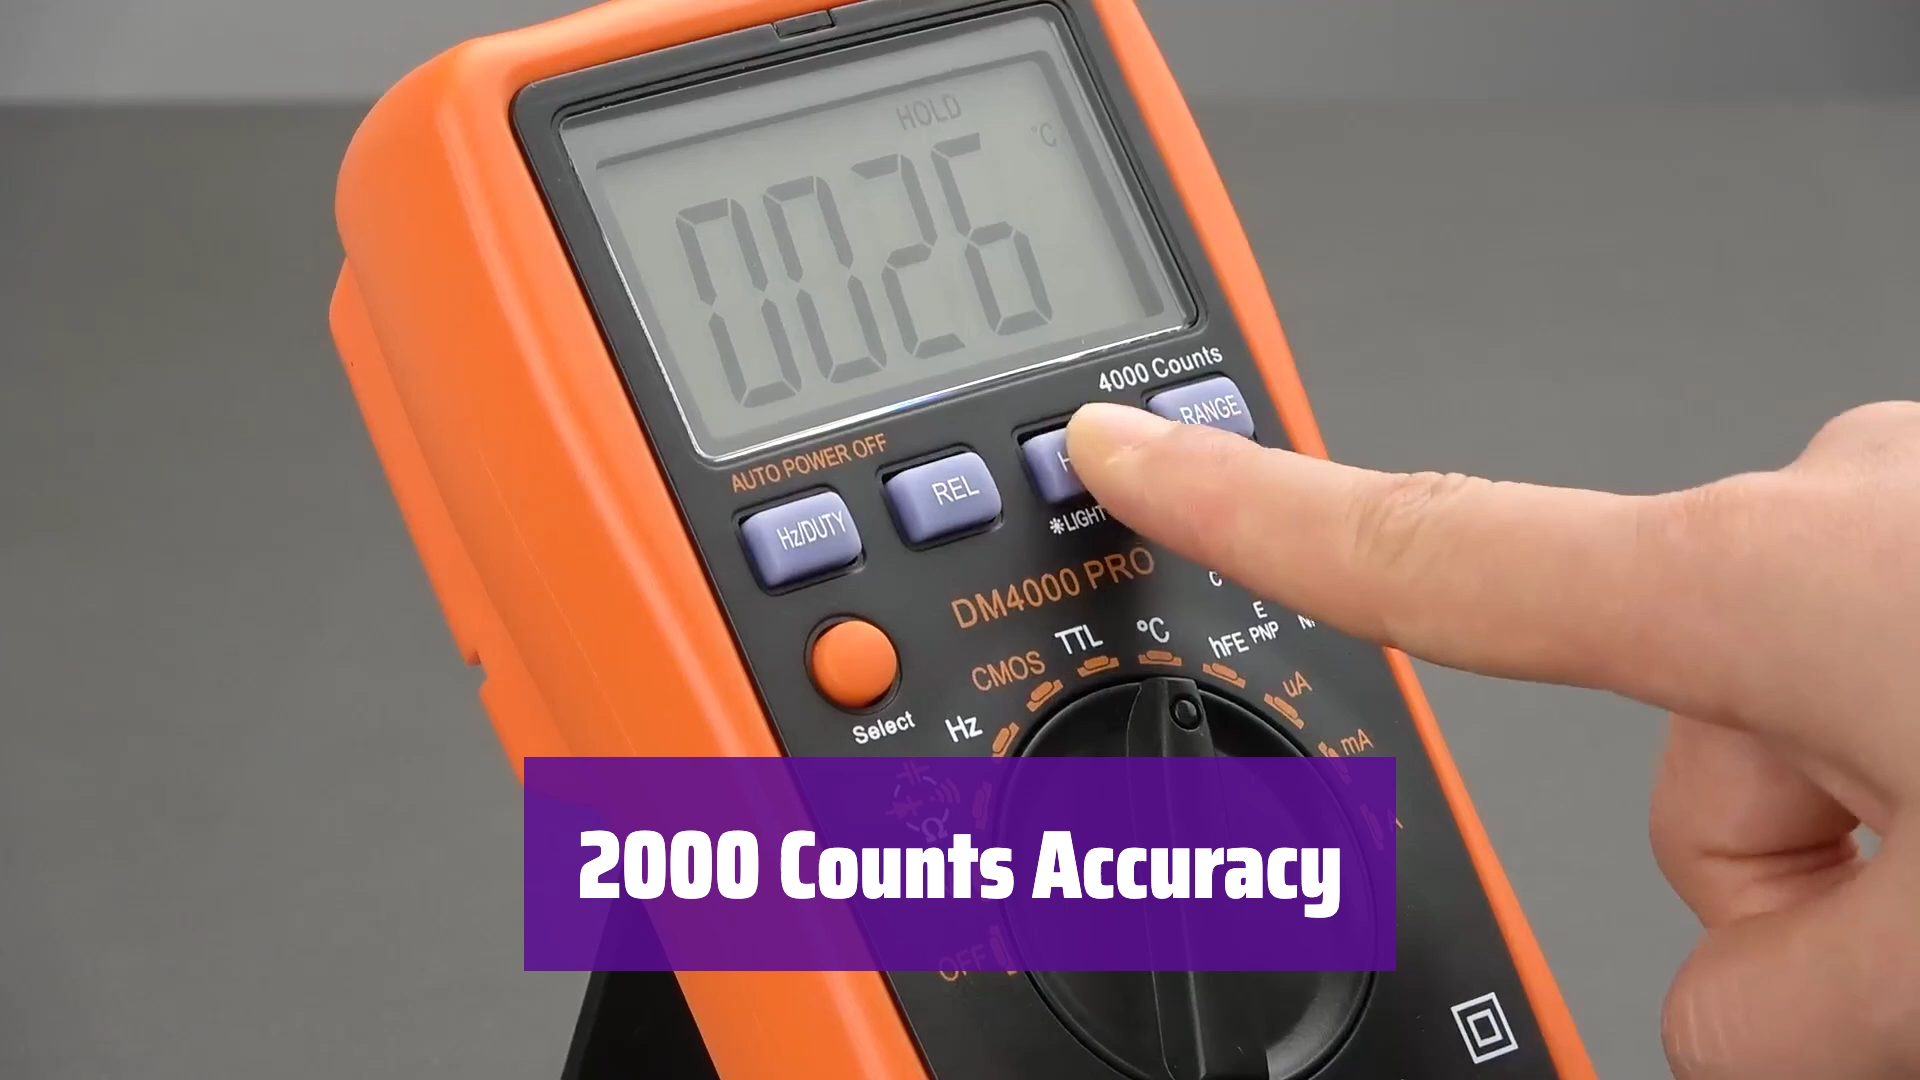 HOLD
°C
0026
4000 Counts
RANGE
AUTO POWER OFF
REL
Hz/DUTY
LIGHT
DM4000 PRO
C
E
PNP
hFE
°C
TTL
CMOS
Hz
uA
mA
Select
Ω
2000 Counts Accuracy
OFF